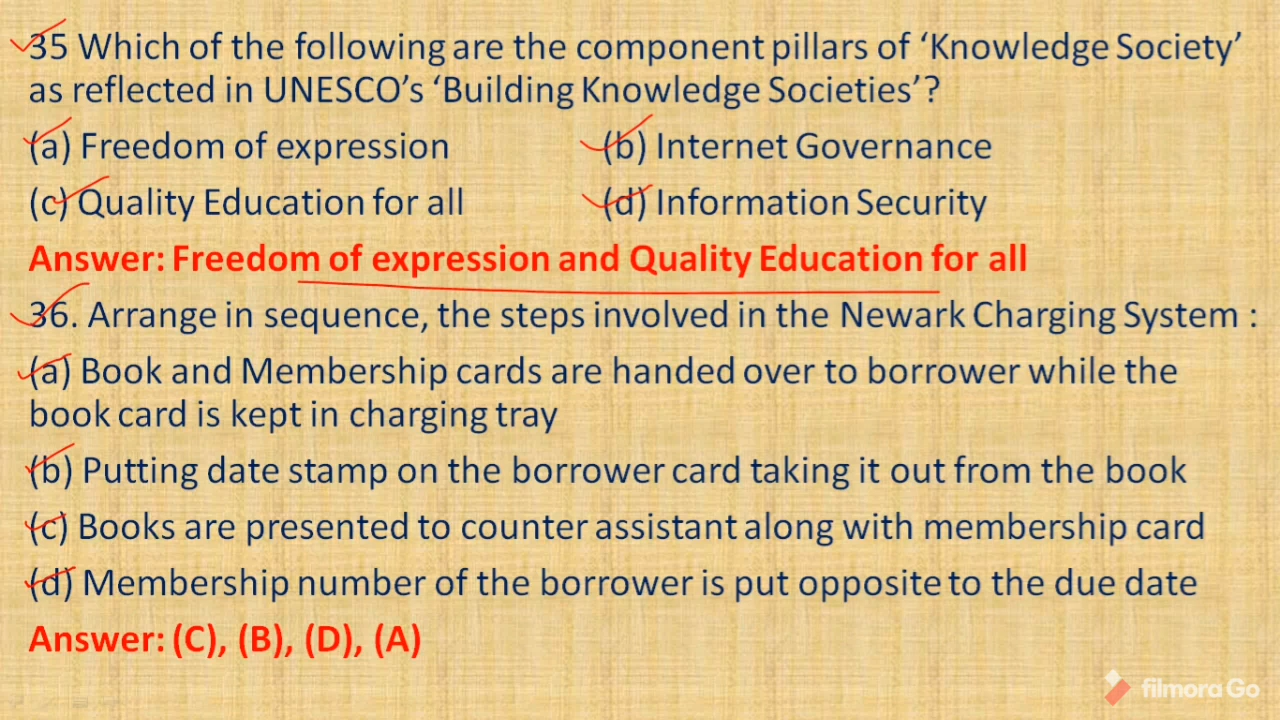 35 Which of the following are the component pillars of ‘Knowledge Society’
as reflected in UNESCO’s ‘Building Knowledge Societies’?
(a) Freedom of expression (b) Internet Governance
(c) Quality Education for all (d) Information Security
Answer: Freedom of expression and Quality Education for all
36. Arrange in sequence, the steps involved in the Newark Charging System :
(a) Book and Membership cards are handed over to borrower while the
book card is kept in charging tray
(b) Putting date stamp on the borrower card taking it out from the book
(c) Books are presented to counter assistant along with membership card
(d) Membership number of the borrower is put opposite to the due date
Answer: (C), (B), (D), (A)
filmora Go